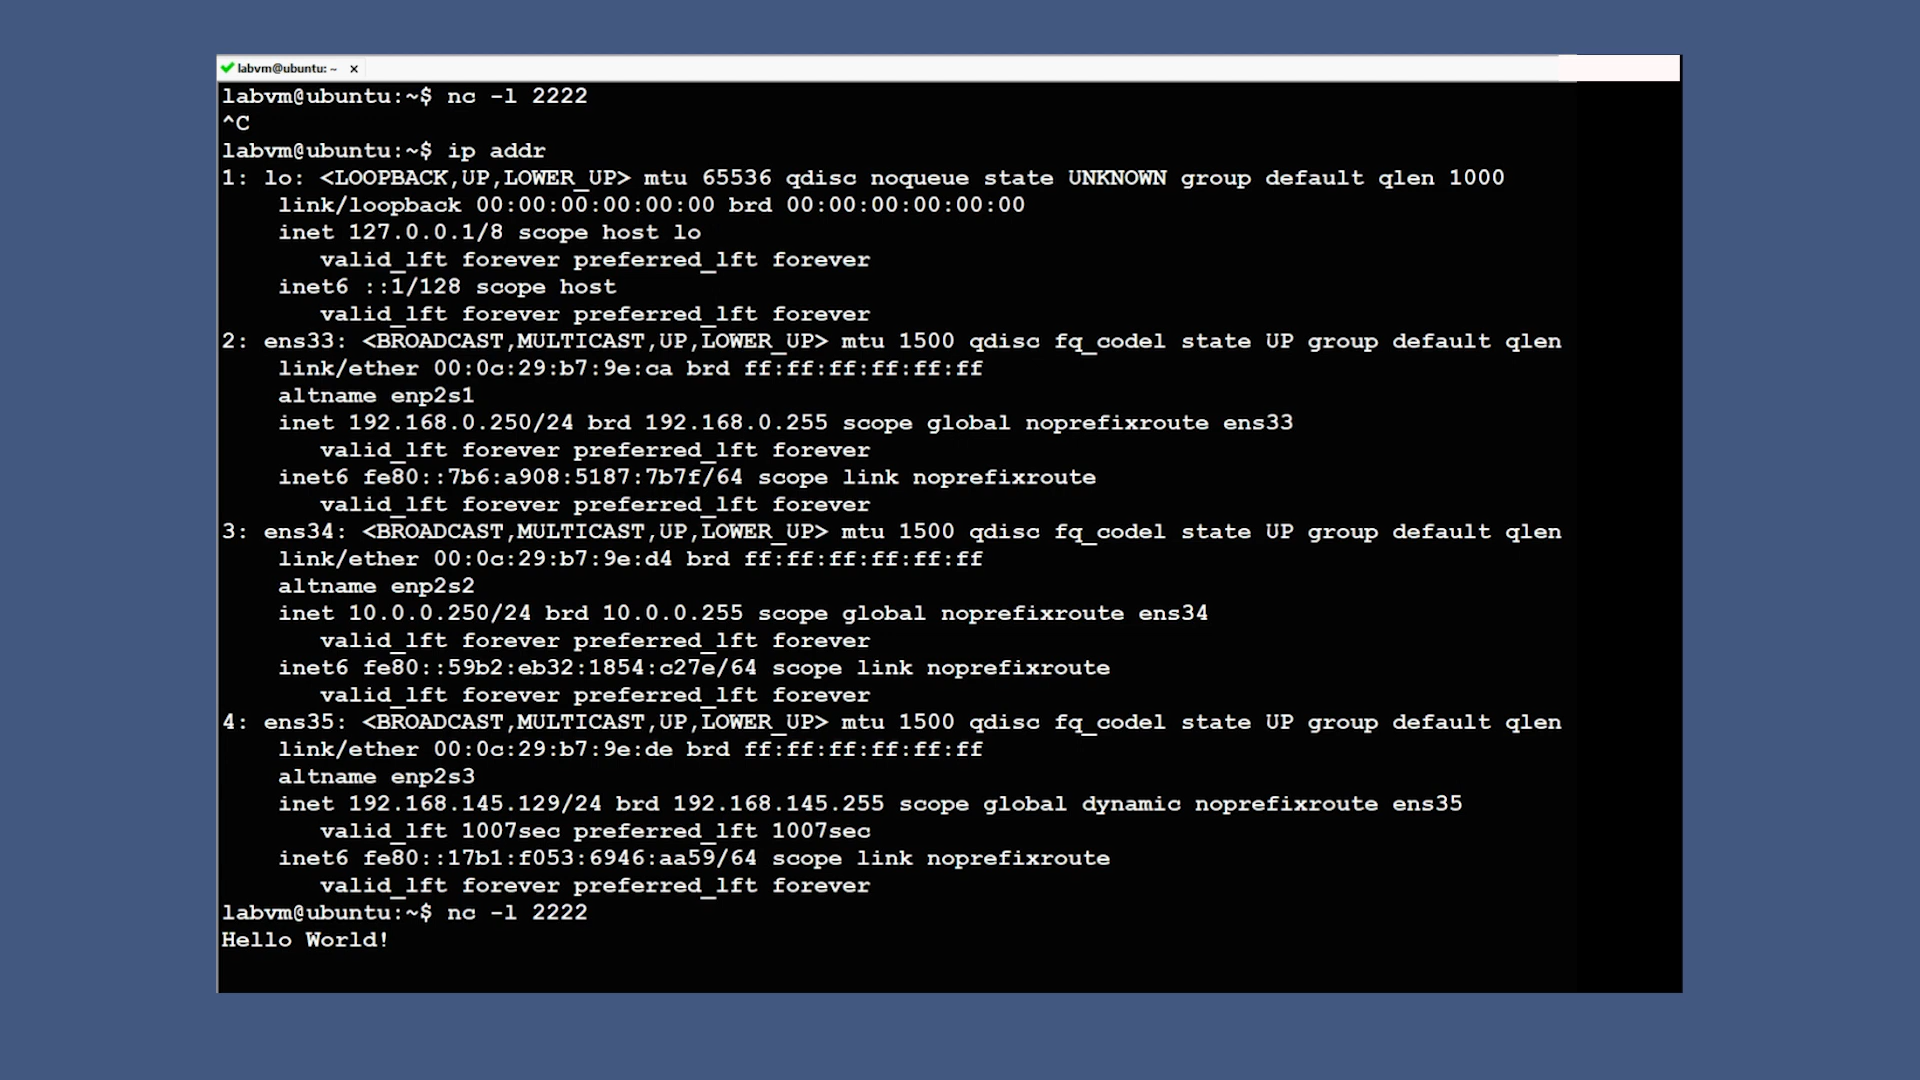 labvm@ubuntu: ~
labvm@ubuntu:~$ nc -l 2222
^C
labvm@ubuntu:~$ ip addr
1: lo: <LOOPBACK,UP,LOWER_UP> mtu 65536 qdisc noqueue state UNKNOWN group default qlen 1000
link/loopback 00:00:00:00:00:00 brd 00:00:00:00:00:00
inet 127.0.0.1/8 scope host lo
valid_lft forever preferred_lft forever
inet6 ::1/128 scope host
valid_lft forever preferred_lft forever
2: ens33: <BROADCAST,MULTICAST,UP,LOWER_UP> mtu 1500 qdisc fq_codel state UP group default qlen
link/ether 00:0c:29:b7:9e:ca brd ff:ff:ff:ff:ff:ff
altname enp2s1
inet 192.168.0.250/24 brd 192.168.0.255 scope global noprefixroute ens33
valid_lft forever preferred_lft forever
inet6 fe80::7b6:a908:5187:7b7f/64 scope link noprefixroute
valid_lft forever preferred_lft forever
3: ens34: <BROADCAST,MULTICAST,UP,LOWER_UP> mtu 1500 qdisc fq_codel state UP group default qlen
link/ether 00:0c:29:b7:9e:d4 brd ff:ff:ff:ff:ff:ff
altname enp2s2
inet 10.0.0.250/24 brd 10.0.0.255 scope global noprefixroute ens34
valid_lft forever preferred_lft forever
inet6 fe80::59b2:eb32:1854:c27e/64 scope link noprefixroute
valid_lft forever preferred_lft forever
4: ens35: <BROADCAST,MULTICAST,UP,LOWER_UP> mtu 1500 qdisc fq_codel state UP group default qlen
link/ether 00:0c:29:b7:9e:de brd ff:ff:ff:ff:ff:ff
altname enp2s3
inet 192.168.145.129/24 brd 192.168.145.255 scope global dynamic noprefixroute ens35
valid_lft 1007sec preferred_lft 1007sec
inet6 fe80::17b1:f053:6946:aa59/64 scope link noprefixroute
valid_lft forever preferred_lft forever
labvm@ubuntu:~$ nc -l 2222
Hello World!